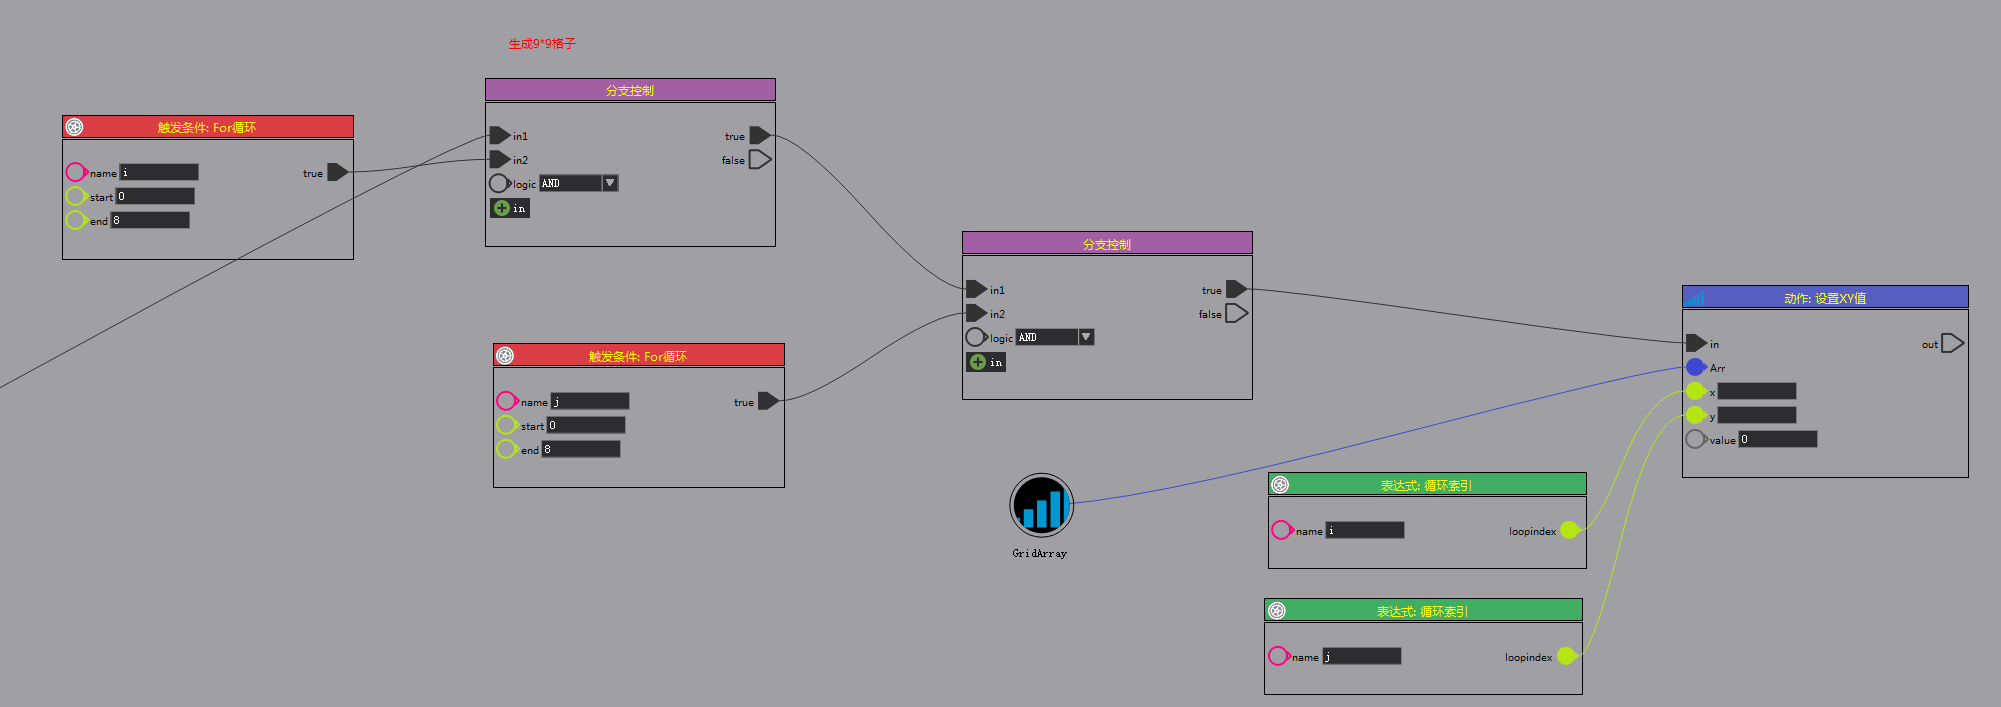 生成9*9格子
触发条件: For循环
name i
start 0
end 8
true
分支控制
in1
in2
logic AND
in
true
false
触发条件: For循环
name j
start 0
end 8
true
分支控制
in1
in2
logic AND
in
true
false
GridArray
表达式: 循环索引
name i
loopindex
表达式: 循环索引
name j
loopindex
动作: 设置XY值
in
Arr
x
y
value 0
out